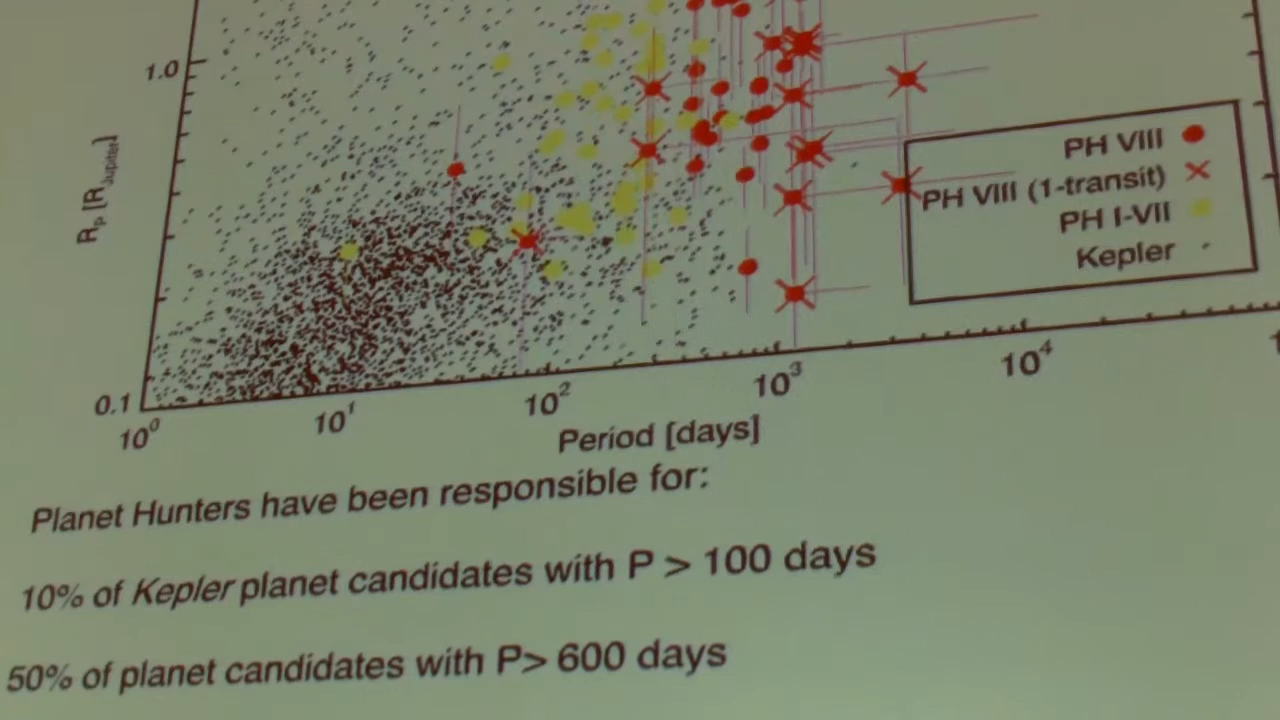 1.0
R_P [R_Jupiter]
PH VIII
PH VIII (1-transit)
PH I-VII
Kepler
0.1
10^0
10^1
10^2
10^3
10^4
Period [days]
Planet Hunters have been responsible for:
10% of Kepler planet candidates with P > 100 days
50% of planet candidates with P> 600 days